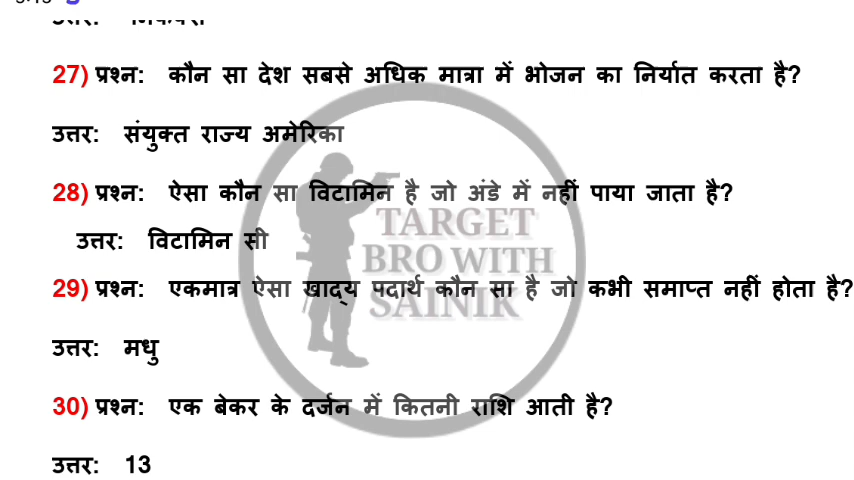 27) प्रश्न: कौन सा देश सबसे अधिक मात्रा में भोजन का निर्यात करता है?
उत्तर: संयुक्त राज्य अमेरिका
28) प्रश्न: ऐसा कौन सा विटामिन है जो अंडे में नहीं पाया जाता है?
उत्तर: विटामिन सी
TARGET
BRO WITH
SAINIK
29) प्रश्न: एकमात्र ऐसा खाद्य पदार्थ कौन सा है जो कभी समाप्त नहीं होता है?
उत्तर: मधु
30) प्रश्न: एक बेकर के दर्जन में कितनी राशि आती है?
उत्तर: 13